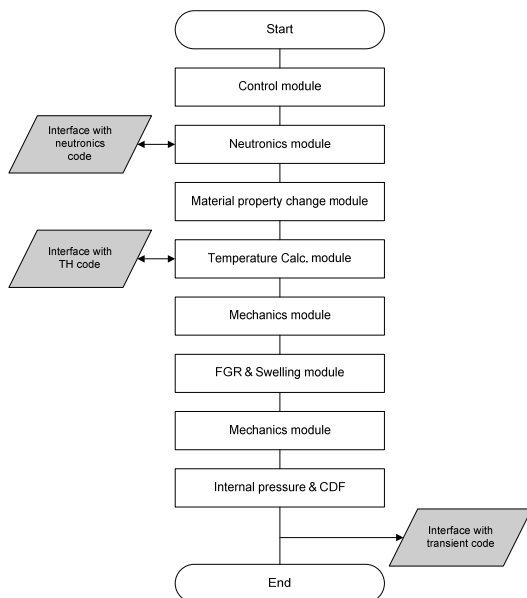 Start
Control module
Interface with
neutronics
code
Neutronics module
Material property change module
Interface with
TH code
Temperature Calc. module
Mechanics module
FGR & Swelling module
Mechanics module
Internal pressure & CDF
Interface with
transient code
End